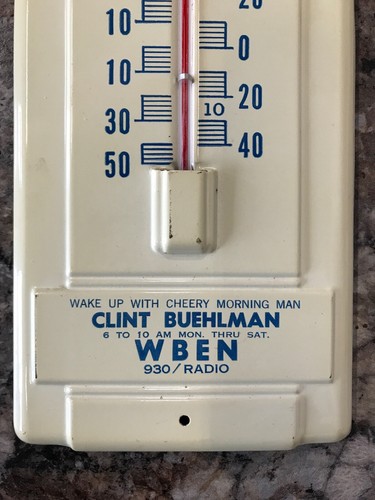 20
10
0
10
20
10
30
40
50
WAKE UP WITH CHEERY MORNING MAN
CLINT BUEHLMAN
6 TO 10 AM MON. THRU SAT.
WBEN
930/RADIO